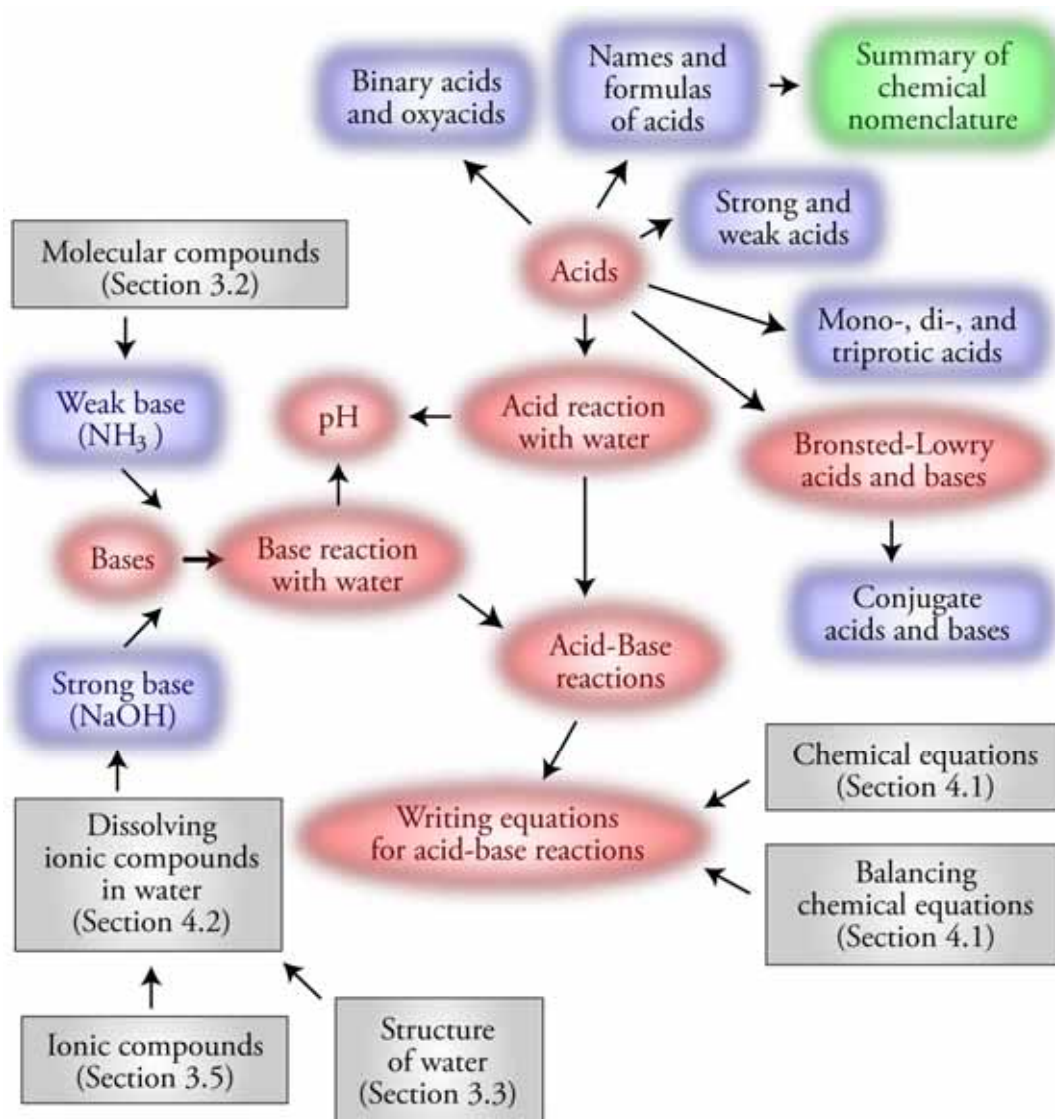 Binary acids
and oxyacids
Names and
formulas
of acids
Summary of
chemical
nomenclature
Strong and
weak acids
Molecular compounds
(Section 3.2)
Acids
Mono-, di-, and
triprotic acids
Weak base
(NH₃ )
pH
Acid reaction
with water
Bronsted-Lowry
acids and bases
Bases
Base reaction
with water
Conjugate
acids and bases
Acid-Base
reactions
Strong base
(NaOH)
Chemical equations
(Section 4.1)
Dissolving
ionic compounds
in water
(Section 4.2)
Writing equations
for acid-base reactions
Balancing
chemical equations
(Section 4.1)
Ionic compounds
(Section 3.5)
Structure
of water
(Section 3.3)